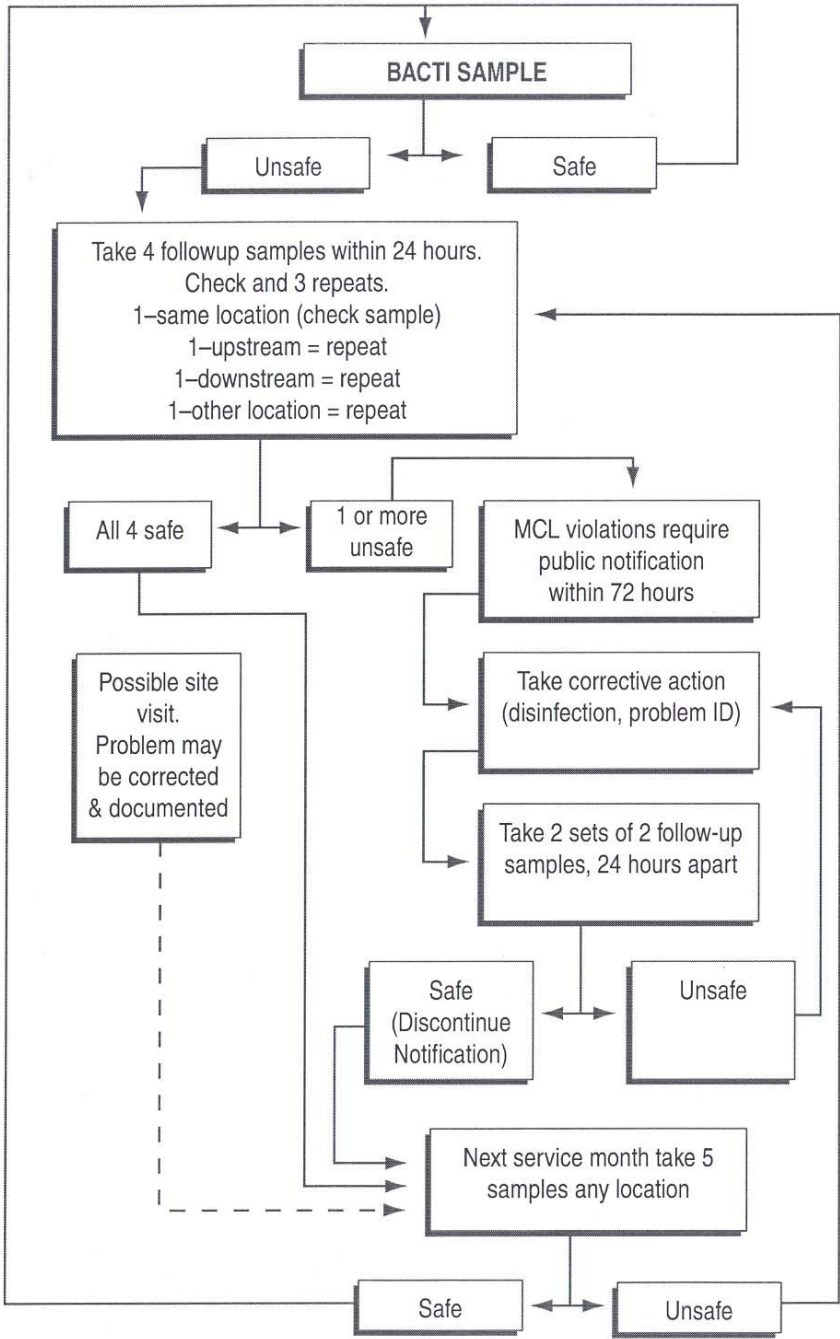 BACTI SAMPLE
Unsafe
Safe
Take 4 followup samples within 24 hours.
Check and 3 repeats.
1–same location (check sample)
1–upstream = repeat
1–downstream = repeat
1–other location = repeat
All 4 safe
1 or more
unsafe
MCL violations require
public notification
within 72 hours
Possible site
visit.
Problem may
be corrected
& documented
Take corrective action
(disinfection, problem ID)
Take 2 sets of 2 follow-up
samples, 24 hours apart
Safe
(Discontinue
Notification)
Unsafe
Next service month take 5
samples any location
Safe
Unsafe